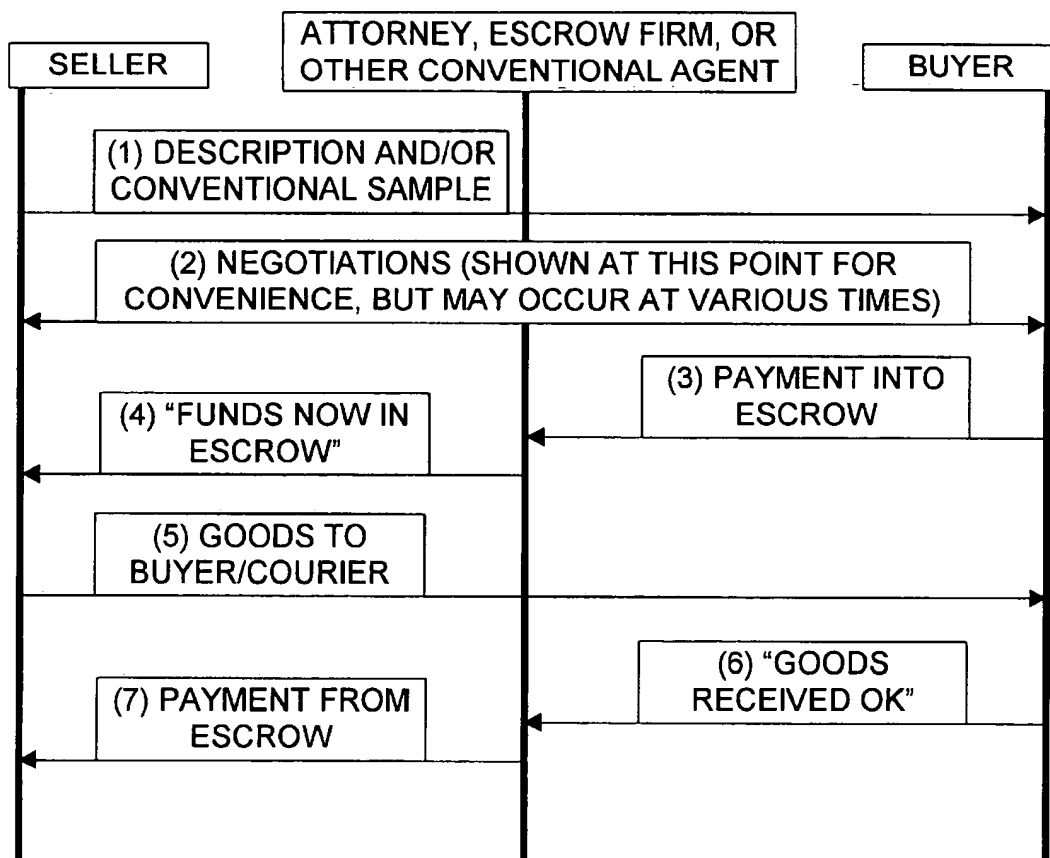 SELLER
ATTORNEY, ESCROW FIRM, OR
OTHER CONVENTIONAL AGENT
BUYER
(1) DESCRIPTION AND/OR
CONVENTIONAL SAMPLE
(2) NEGOTIATIONS (SHOWN AT THIS POINT FOR
CONVENIENCE, BUT MAY OCCUR AT VARIOUS TIMES)
(3) PAYMENT INTO
ESCROW
(4) “FUNDS NOW IN
ESCROW”
(5) GOODS TO
BUYER/COURIER
(6) “GOODS
RECEIVED OK”
(7) PAYMENT FROM
ESCROW